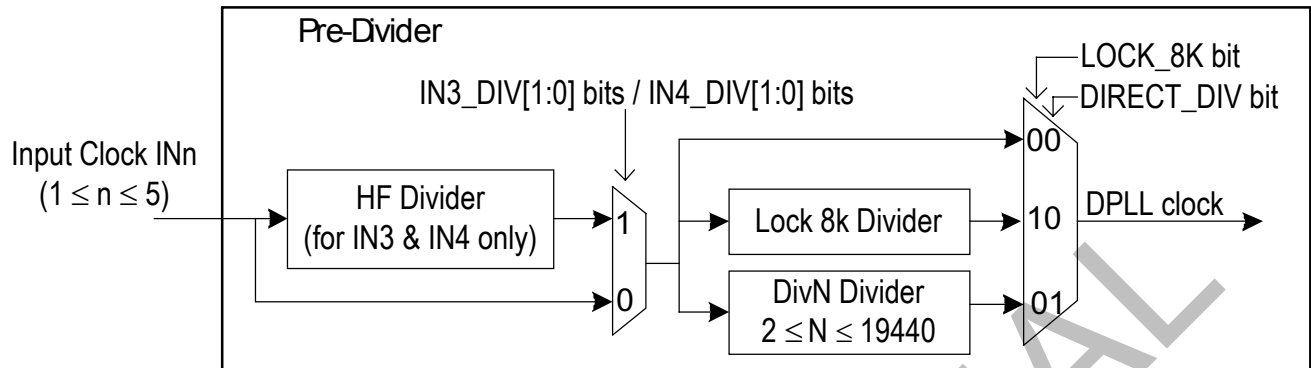 Pre-Divider
LOCK_8K bit
DIRECT_DIV bit
IN3_DIV[1:0] bits / IN4_DIV[1:0] bits
Input Clock INn
(1 ≤ n ≤ 5)
HF Divider
(for IN3 & IN4 only)
1
0
Lock 8k Divider
DivN Divider
2 ≤ N ≤ 19440
00
10
01
DPLL clock